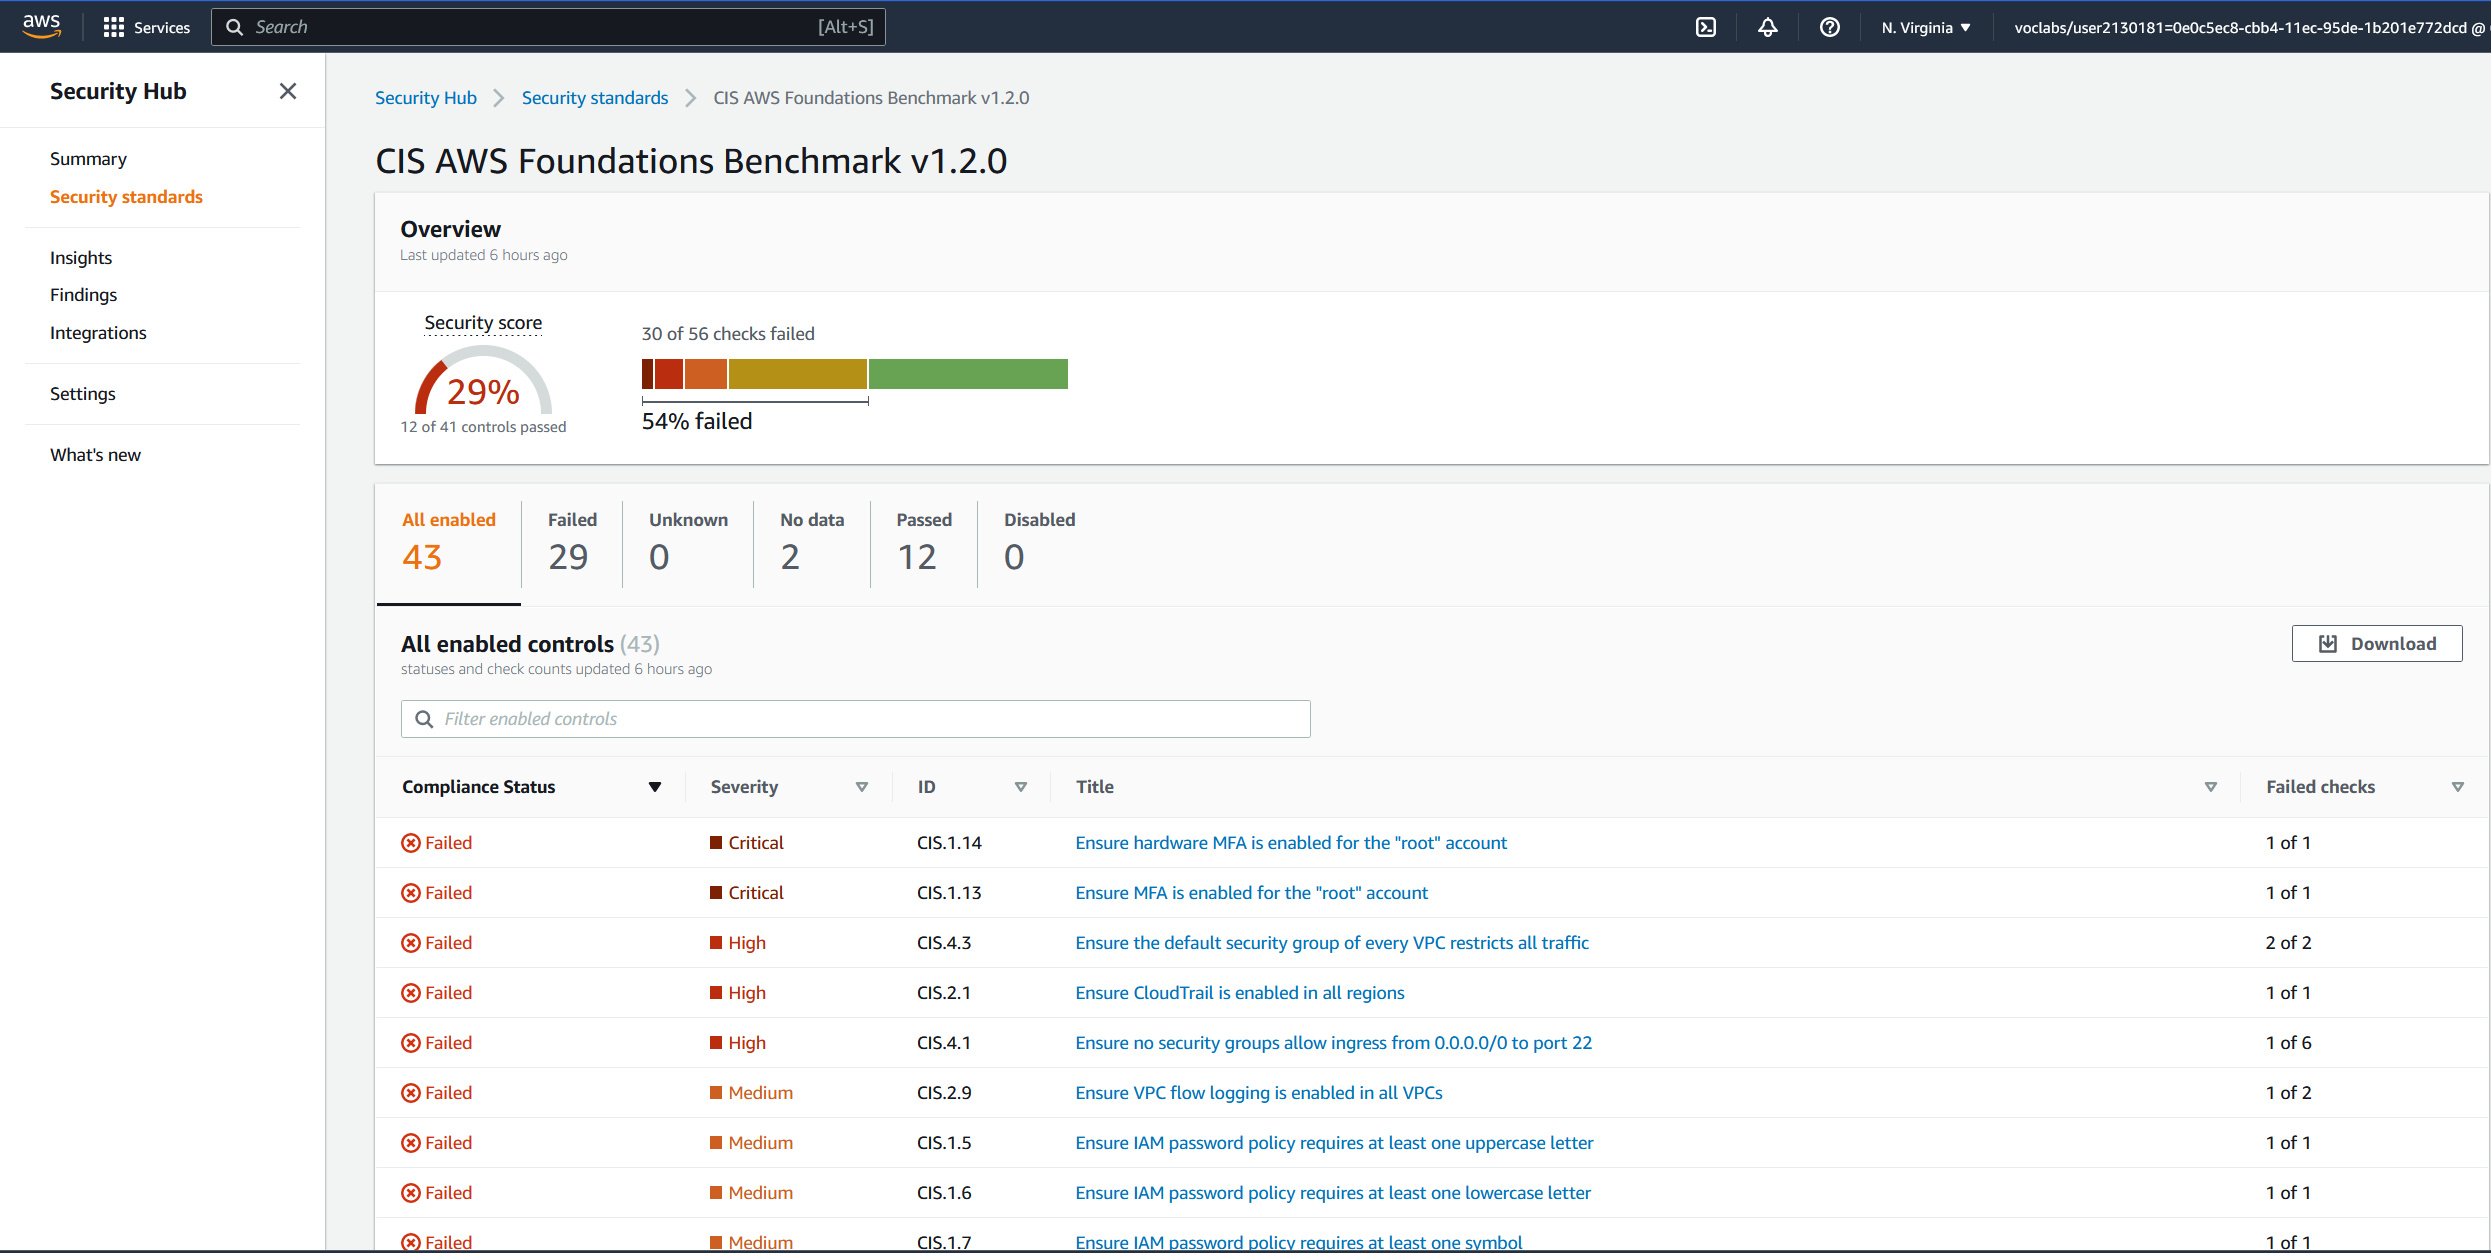 aws
Services
Search
[Alt+S]
N. Virginia
voclabs/user2130181=0e0c5ec8-cbb4-11ec-95de-1b201e772dcd @
Security Hub
Summary
Security standards
Insights
Findings
Integrations
Settings
What's new
Security Hub Security standards CIS AWS Foundations Benchmark v1.2.0
CIS AWS Foundations Benchmark v1.2.0
Overview
Last updated 6 hours ago
Security score
29%
12 of 41 controls passed
30 of 56 checks failed
54% failed
All enabled Failed Unknown No data Passed Disabled
43 29 0 2 12 0
All enabled controls (43)
statuses and check counts updated 6 hours ago
Download
Filter enabled controls
Compliance Status Severity ID Title Failed checks
Failed Critical CIS.1.14 Ensure hardware MFA is enabled for the "root" account 1 of 1
Failed Critical CIS.1.13 Ensure MFA is enabled for the "root" account 1 of 1
Failed High CIS.4.3 Ensure the default security group of every VPC restricts all traffic 2 of 2
Failed High CIS.2.1 Ensure CloudTrail is enabled in all regions 1 of 1
Failed High CIS.4.1 Ensure no security groups allow ingress from 0.0.0.0/0 to port 22 1 of 6
Failed Medium CIS.2.9 Ensure VPC flow logging is enabled in all VPCs 1 of 2
Failed Medium CIS.1.5 Ensure IAM password policy requires at least one uppercase letter 1 of 1
Failed Medium CIS.1.6 Ensure IAM password policy requires at least one lowercase letter 1 of 1
Failed Medium CIS.1.7 Ensure IAM password policy requires at least one symbol 1 of 1